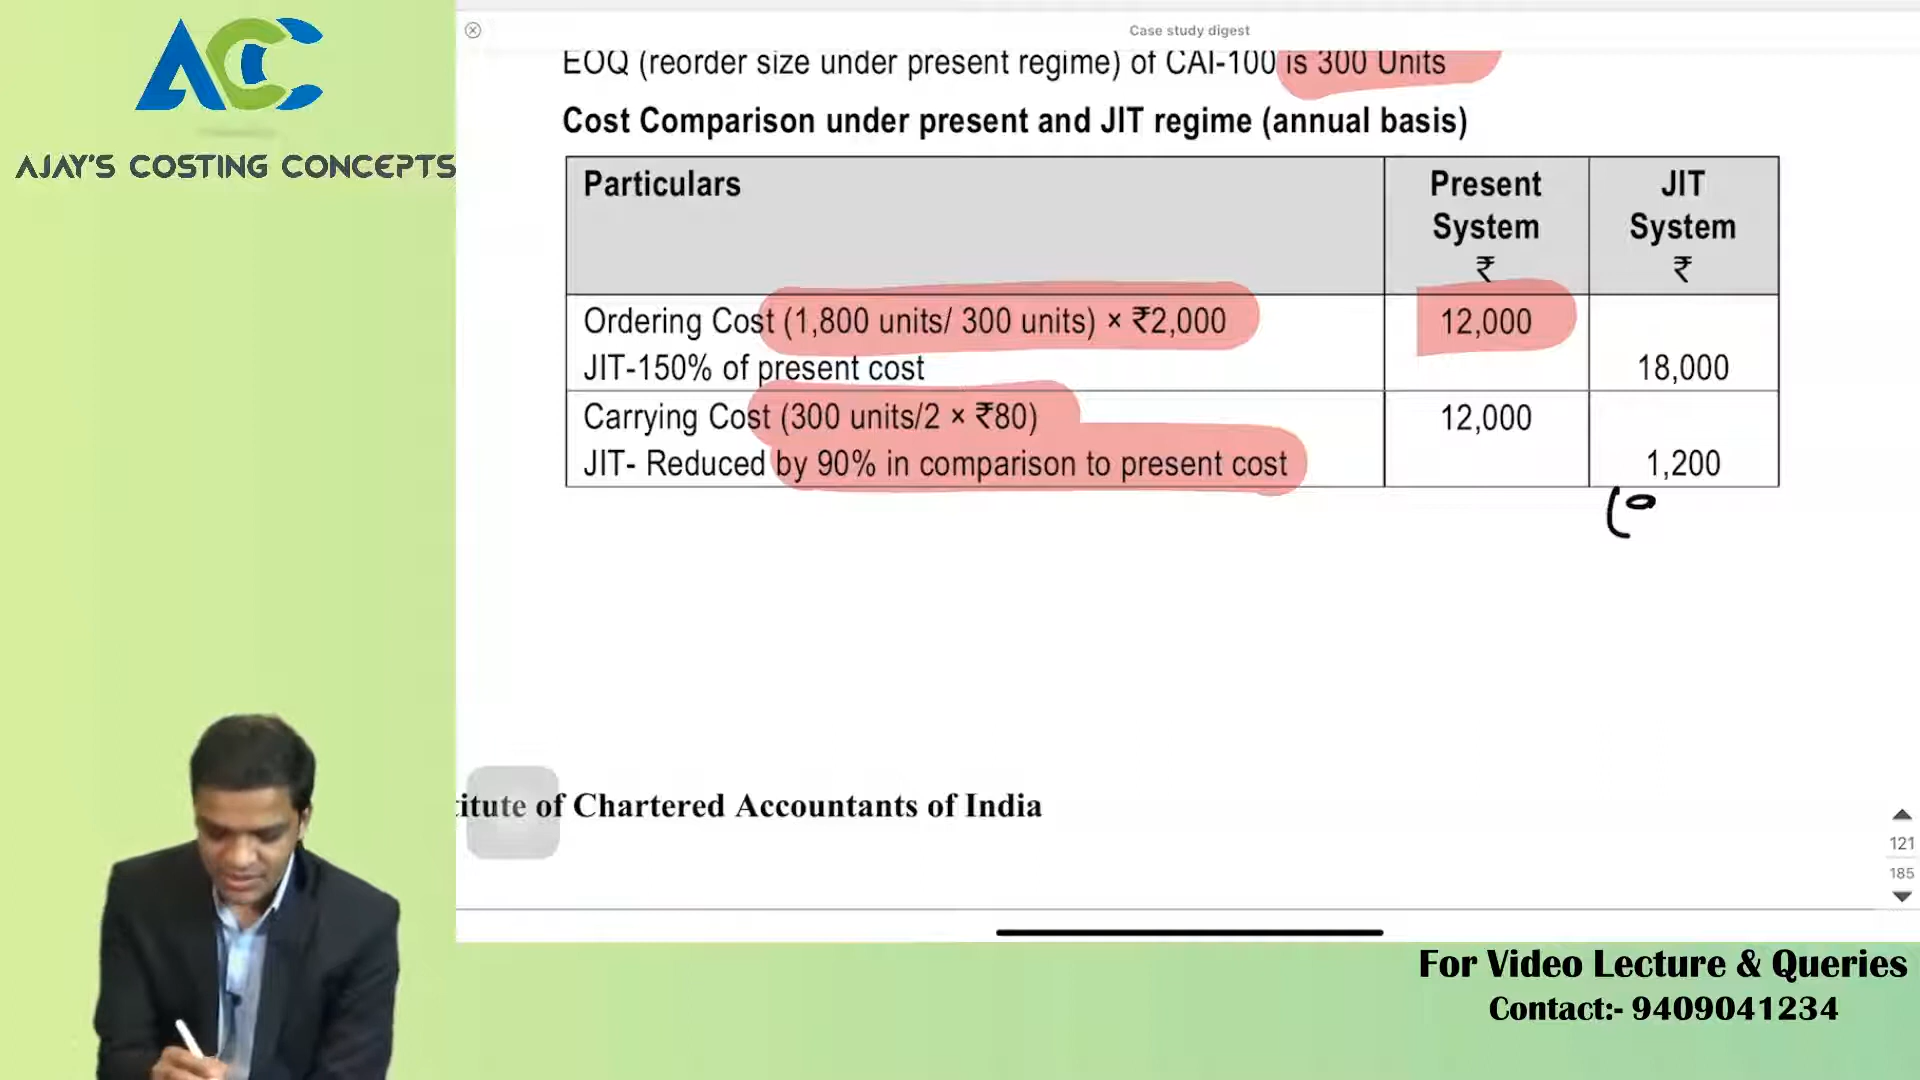 ACC
AJAY'S COSTING CONCEPTS
Case study digest
EOQ (reorder size under present regime) of CAI-100 is 300 Units
Cost Comparison under present and JIT regime (annual basis)
Particulars
Present System ₹
JIT System ₹
Ordering Cost (1,800 units/ 300 units) × ₹2,000
12,000
JIT-150% of present cost
18,000
Carrying Cost (300 units/2 × ₹80)
12,000
JIT- Reduced by 90% in comparison to present cost
1,200
titute of Chartered Accountants of India
121
185
For Video Lecture & Queries
Contact:- 9409041234